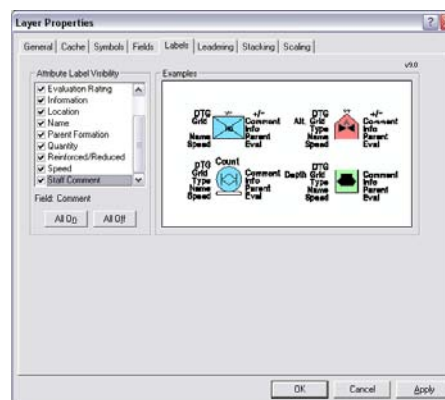 Layer Properties
General Cache Symbols Fields Labels Leadering Stacking Scaling
v9.0
Attribute Label Visibility
Evaluation Rating
Information
Location
Name
Parent Formation
Quantity
Reinforced/Reduced
Speed
Staff Comment
Field: Comment
All On All Off
Examples
DTG +/-
Grid Comment
Info
Name Parent
Speed Eval
DTG +/-
Alt. Grid Comment
Type Info
Name Parent
Speed Eval
Count
DTG
Grid Comment
Type Info
Name Parent
Speed Eval
DTG
Depth Grid Comment
Type Info
Name Parent
Speed Eval
OK Cancel Apply